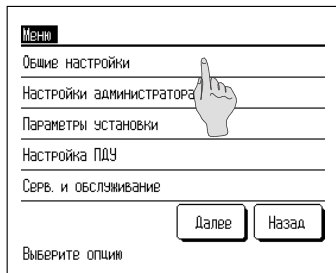 Меню
Общие настройки
Настройки администратора
Параметры установки
Настройка ПДУ
Серв. и обслуживание
Далее Назад
Выберите опцию